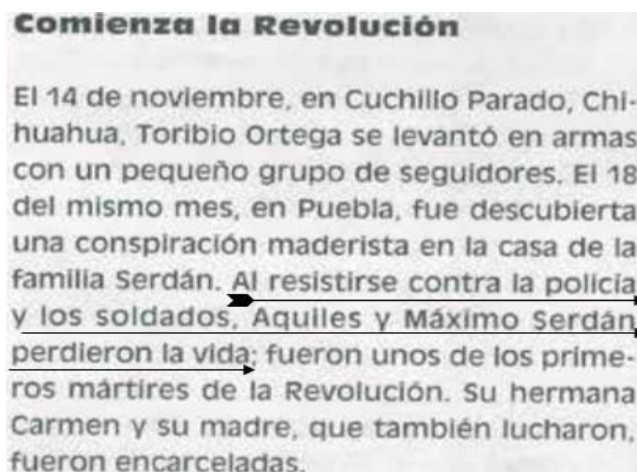 Comienza la Revolución
El 14 de noviembre, en Cuchillo Parado, Chi-
huahua, Toribio Ortega se levantó en armas
con un pequeño grupo de seguidores. El 18
del mismo mes, en Puebla, fue descubierta
una conspiración maderista en la casa de la
familia Serdán. Al resistirse contra la policía
y los soldados, Aquiles y Máximo Serdán
perdieron la vida; fueron unos de los prime-
ros mártires de la Revolución. Su hermana
Carmen y su madre, que también lucharon,
fueron encarceladas.